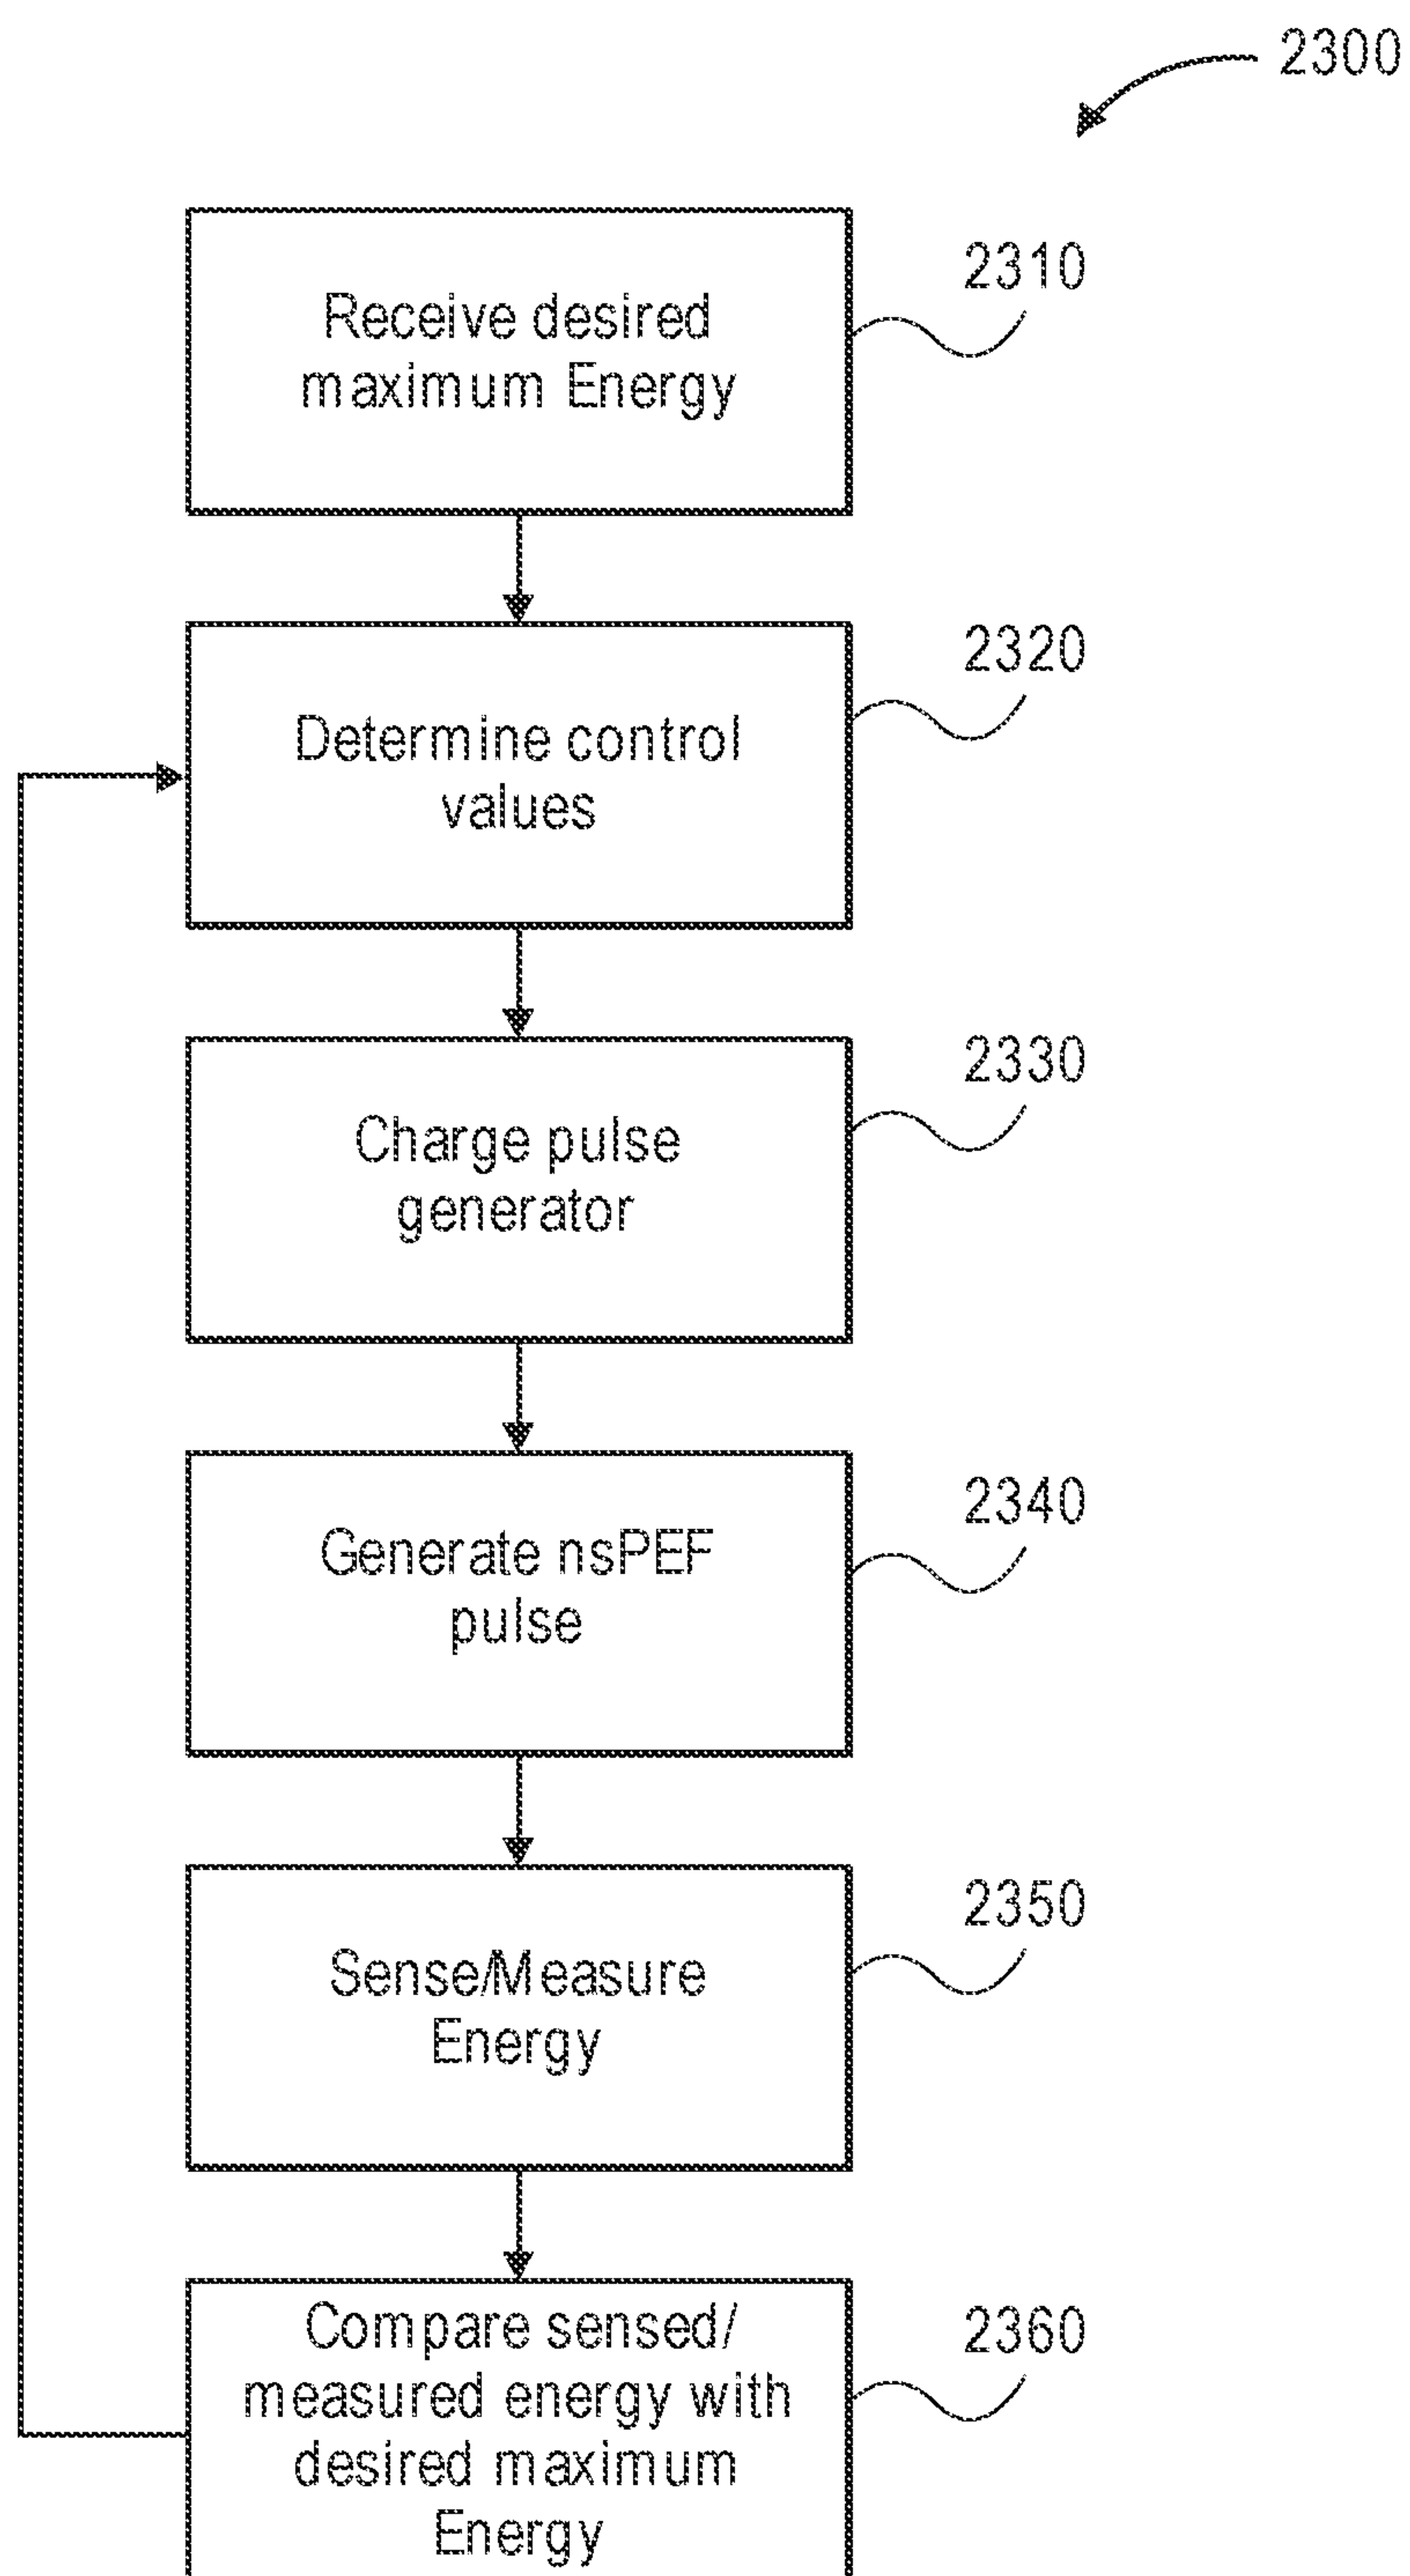 2300
2310
Receive desired
maximum Energy
2320
Determine control
values
2330
Charge pulse
generator
2340
Generate nsPEF
pulse
2350
Sense/Measure
Energy
2360
Compare sensed/
measured energy with
desired maximum
Energy